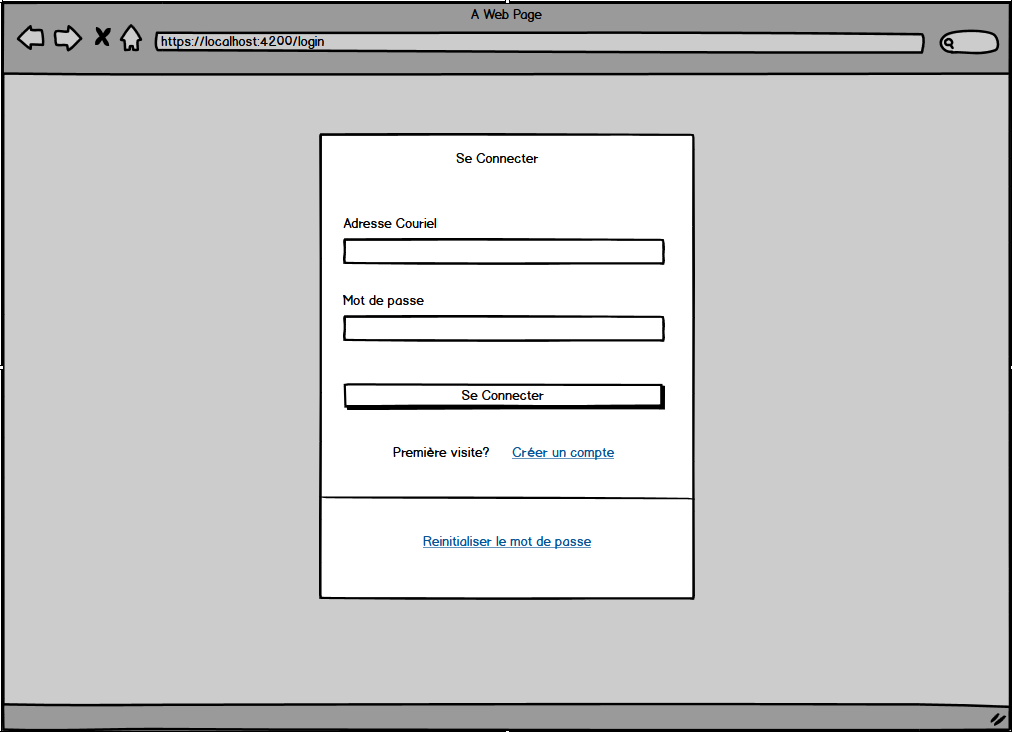 A Web Page
https://localhost:4200/login
Se Connecter
Adresse Couriel
Mot de passe
Se Connecter
Première visite? Créer un compte
Reinitialiser le mot de passe